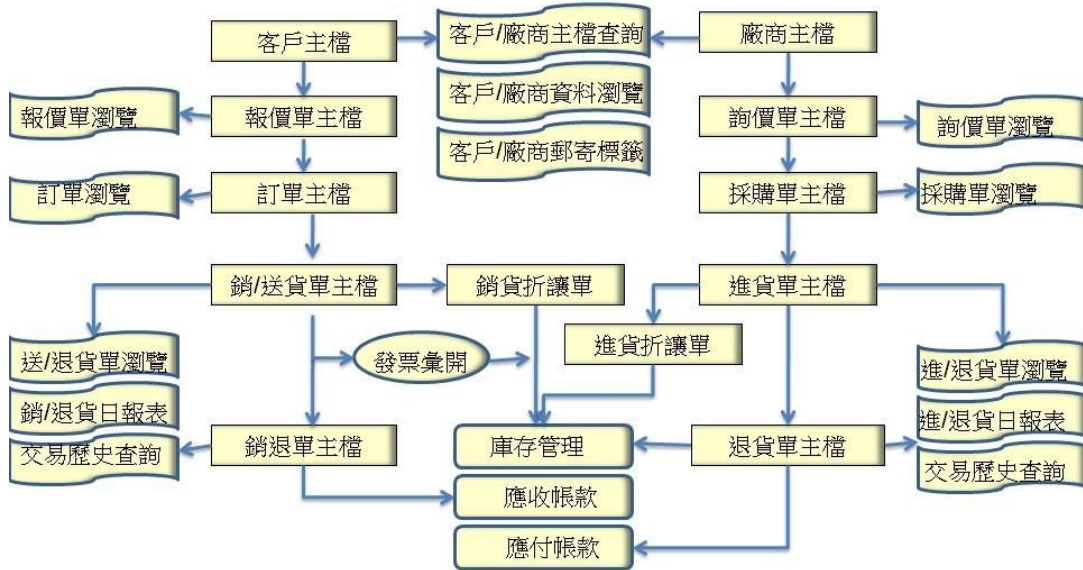 客戶主檔
客戶/廠商主檔查詢
廠商主檔
客戶/廠商資料瀏覽
報價單瀏覽
報價單主檔
詢價單主檔
詢價單瀏覽
客戶/廠商郵寄標籤
訂單瀏覽
訂單主檔
採購單主檔
採購單瀏覽
銷/送貨單主檔
銷貨折讓單
進貨單主檔
進貨折讓單
發票彙開
送/退貨單瀏覽
進/退貨單瀏覽
銷/退貨日報表
進/退貨日報表
交易歷史查詢
銷退單主檔
庫存管理
退貨單主檔
交易歷史查詢
應收帳款
應付帳款